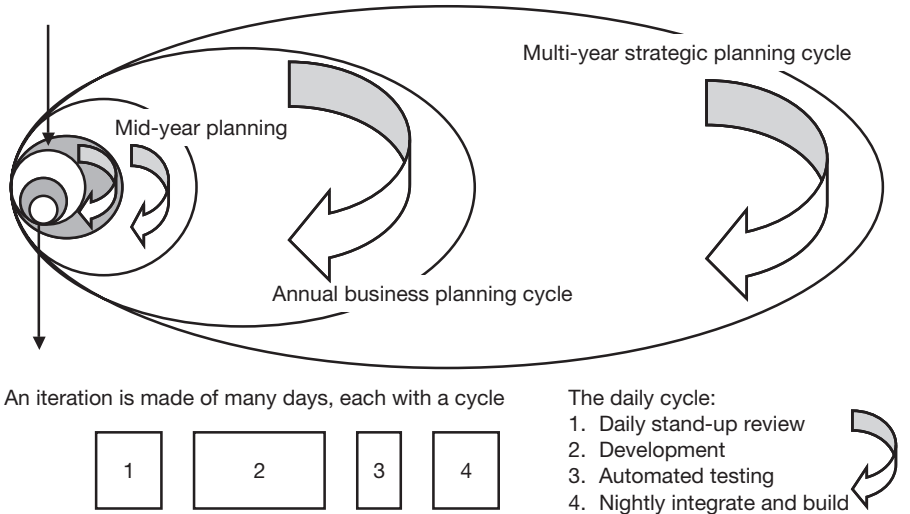 Multi-year strategic planning cycle
Mid-year planning
Annual business planning cycle
An iteration is made of many days, each with a cycle
1
2
3
4
The daily cycle:
1. Daily stand-up review
2. Development
3. Automated testing
4. Nightly integrate and build